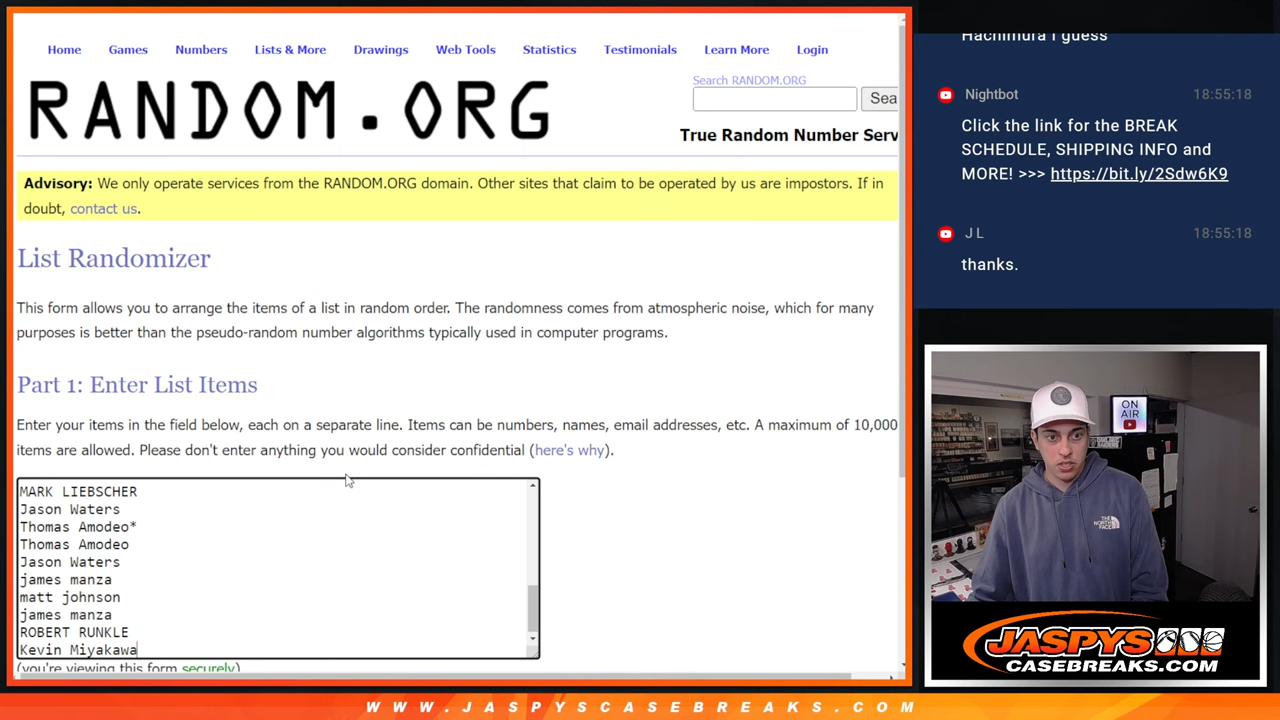 Home Games Numbers Lists & More Drawings Web Tools Statistics Testimonials Learn More Login
RANDOM.ORG
Search RANDOM.ORG
Sea
True Random Number Serv
Advisory: We only operate services from the RANDOM.ORG domain. Other sites that claim to be operated by us are impostors. If in
doubt, contact us.
List Randomizer
This form allows you to arrange the items of a list in random order. The randomness comes from atmospheric noise, which for many
purposes is better than the pseudo-random number algorithms typically used in computer programs.
Part 1: Enter List Items
Enter your items in the field below, each on a separate line. Items can be numbers, names, email addresses, etc. A maximum of 10,000
items are allowed. Please don't enter anything you would consider confidential (here's why).
MARK LIEBSCHER
Jason Waters
Thomas Amodeo*
Thomas Amodeo
Jason Waters
james manza
matt johnson
james manza
ROBERT RUNKLE
Kevin Miyakawa
(you're viewing this form securely)
Hachimura I guess
Nightbot 18:55:18
Click the link for the BREAK
SCHEDULE, SHIPPING INFO and
MORE! >>> https://bit.ly/2Sdw6K9
J L 18:55:18
thanks.
ON
AIR
THE
NORTH
FACE
JASPYS
CASEBREAKS.COM
WWW.JASPYSCASEBREAKS.COM